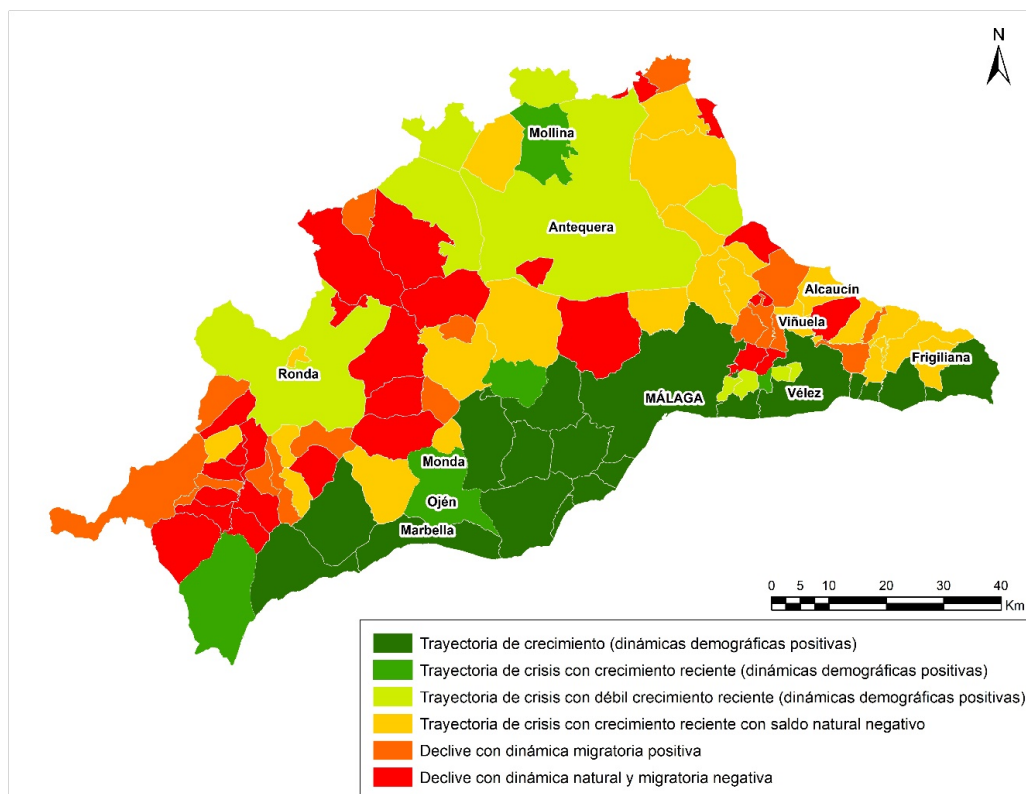 N
Mollina
Antequera
Alcaucín
Viñuela
Frigiliana
Ronda
MÁLAGA
Vélez
Monda
Ojén
Marbella
0 5 10 20 30 40
Km
Trayectoria de crecimiento (dinámicas demográficas positivas)
Trayectoria de crisis con crecimiento reciente (dinámicas demográficas positivas)
Trayectoria de crisis con débil crecimiento reciente (dinámicas demográficas positivas)
Trayectoria de crisis con crecimiento reciente con saldo natural negativo
Declive con dinámica migratoria positiva
Declive con dinámica natural y migratoria negativa